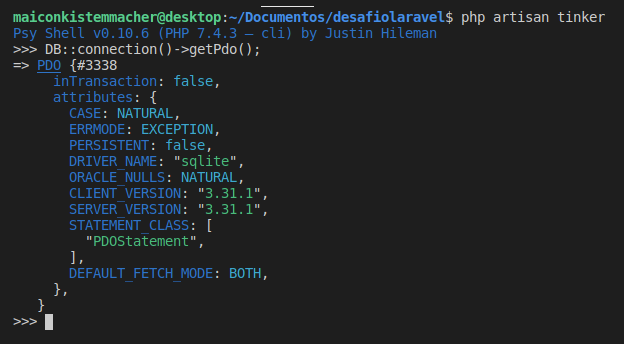 maiconkistemmacher@desktop:~/Documentos/desafiolaravel$ php artisan tinker
Psy Shell v0.10.6 (PHP 7.4.3 — cli) by Justin Hileman
>>> DB::connection()->getPdo();
=> PDO {#3338
     inTransaction: false,
     attributes: {
       CASE: NATURAL,
       ERRMODE: EXCEPTION,
       PERSISTENT: false,
       DRIVER_NAME: "sqlite",
       ORACLE_NULLS: NATURAL,
       CLIENT_VERSION: "3.31.1",
       SERVER_VERSION: "3.31.1",
       STATEMENT_CLASS: [
         "PDOStatement",
       ],
       DEFAULT_FETCH_MODE: BOTH,
     },
   }
>>>